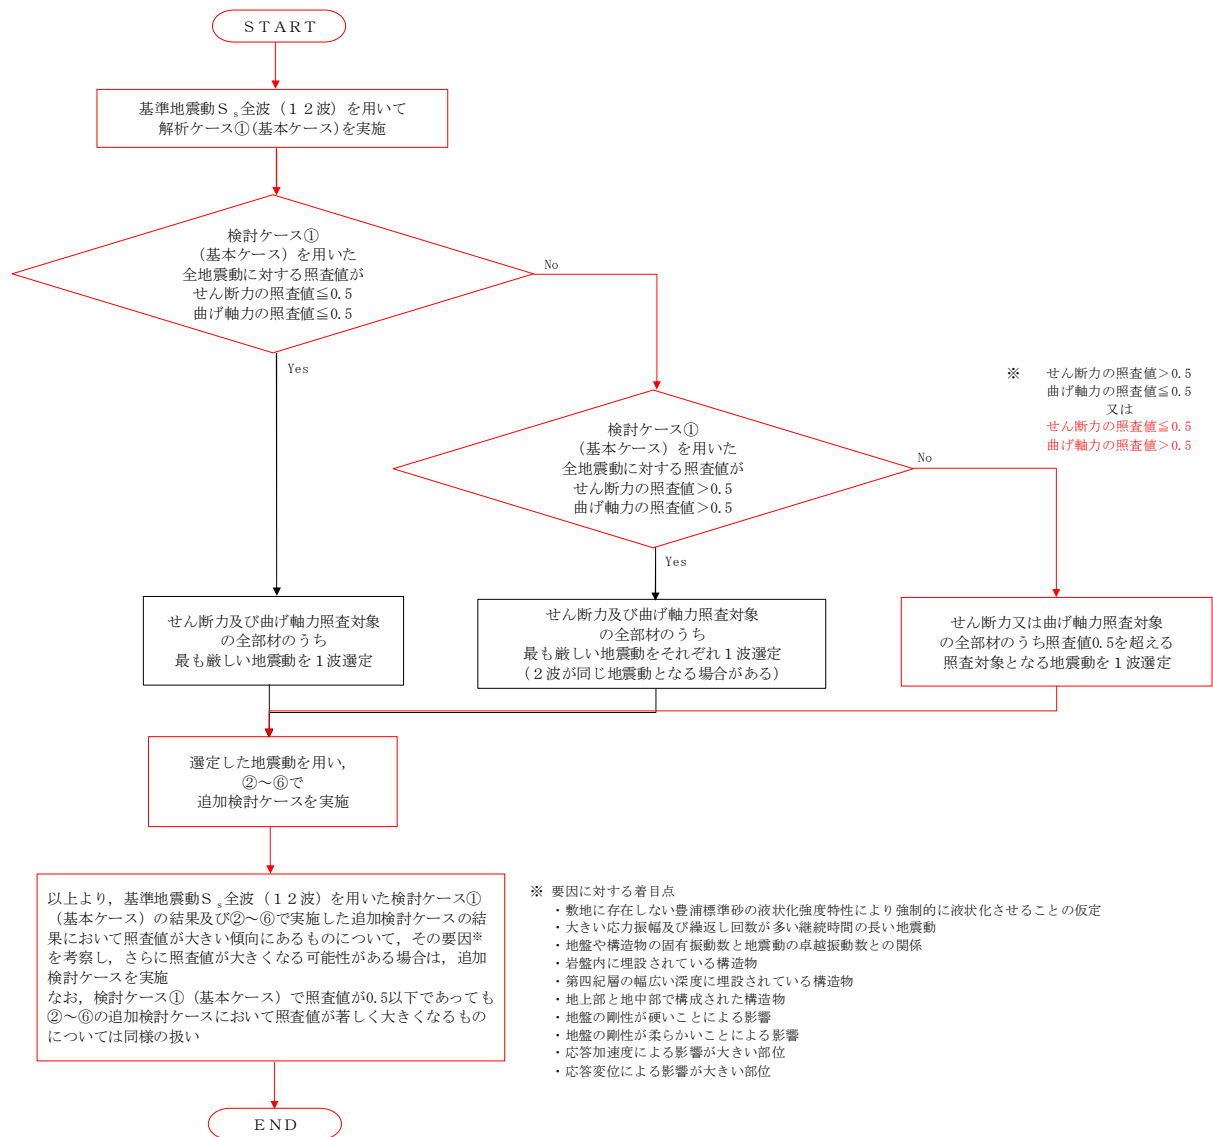 ＳＴＡＲＴ
基準地震動Ｓｓ全波（１２波）を用いて
解析ケース①(基本ケース)を実施
検討ケース①
（基本ケース）を用いた
全地震動に対する照査値が
せん断力の照査値≦0.5
曲げ軸力の照査値≦0.5
No
Yes
※ せん断力の照査値＞0.5
曲げ軸力の照査値≦0.5
又は
せん断力の照査値≦0.5
曲げ軸力の照査値＞0.5
検討ケース①
（基本ケース）を用いた
全地震動に対する照査値が
せん断力の照査値＞0.5
曲げ軸力の照査値＞0.5
No
Yes
せん断力及び曲げ軸力照査対象
の全部材のうち
最も厳しい地震動を１波選定
せん断力及び曲げ軸力照査対象
の全部材のうち
最も厳しい地震動をそれぞれ１波選定
（２波が同じ地震動となる場合がある）
せん断力又は曲げ軸力照査対象
の全部材のうち照査値0.5を超える
照査対象となる地震動を１波選定
選定した地震動を用い，
②～⑥で
追加検討ケースを実施
以上より，基準地震動Ｓｓ全波（１２波）を用いた検討ケース①
（基本ケース）の結果及び②～⑥で実施した追加検討ケースの結
果において照査値が大きい傾向にあるものについて，その要因※
を考察し，さらに照査値が大きくなる可能性がある場合は，追加
検討ケースを実施
なお，検討ケース①（基本ケース）で照査値が0.5以下であっても
②～⑥の追加検討ケースにおいて照査値が著しく大きくなるもの
については同様の扱い
※ 要因に対する着目点
・敷地に存在しない豊浦標準砂の液状化強度特性により強制的に液状化させることの仮定
・大きい応力振幅及び繰返し回数が多い継続時間の長い地震動
・地盤や構造物の固有振動数と地震動の卓越振動数との関係
・岩盤内に埋設されている構造物
・第四紀層の幅広い深度に埋設されている構造物
・地上部と地中部で構成された構造物
・地盤の剛性が硬いことによる影響
・地盤の剛性が柔らかいことによる影響
・応答加速度による影響が大きい部位
・応答変位による影響が大きい部位
ＥＮＤ